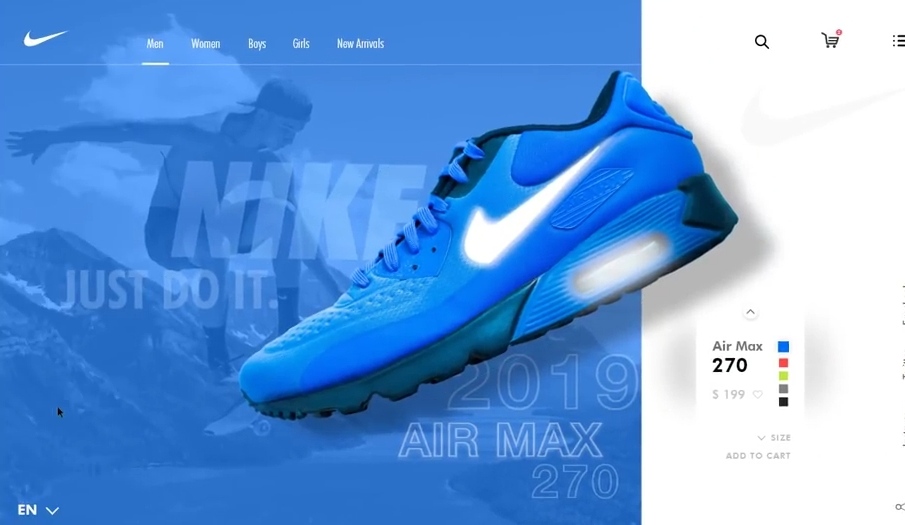 Men Women Boys Girls New Arrivals
NIKE
JUST DO IT.
2019
AIR MAX
270
Air Max
270
$ 199
SIZE
ADD TO CART
EN